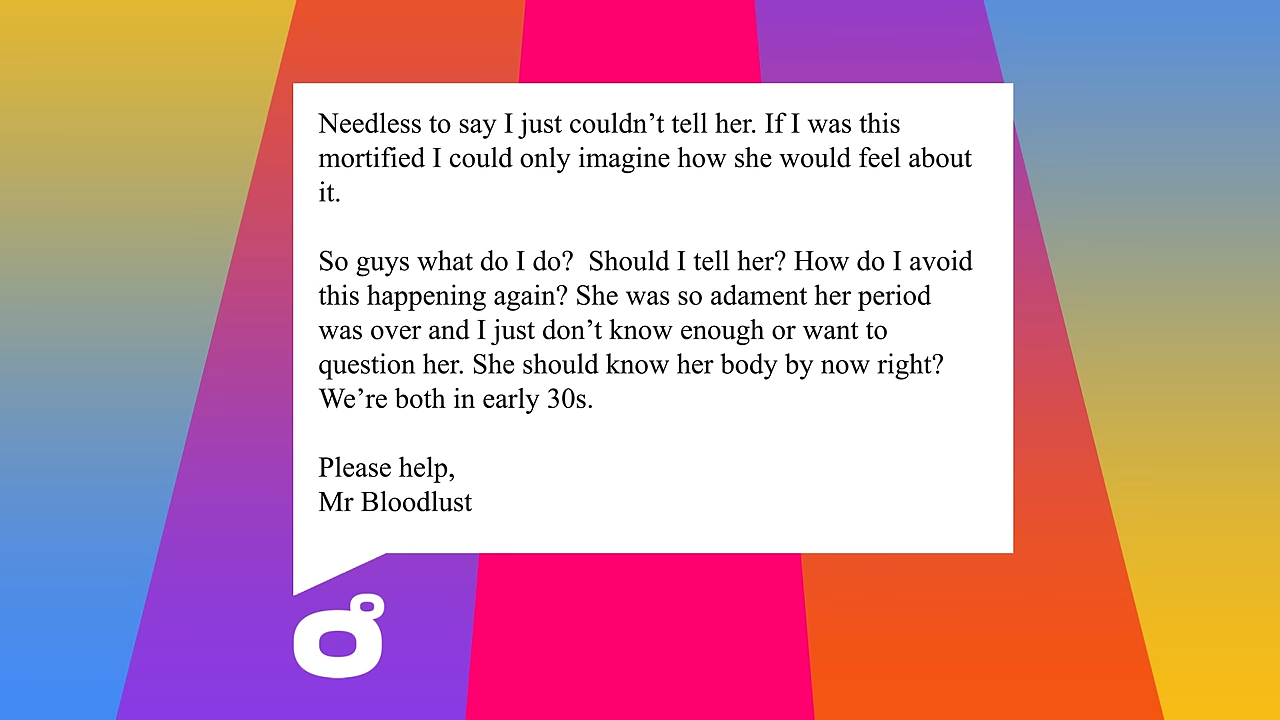 Needless to say I just couldn’t tell her. If I was this
mortified I could only imagine how she would feel about
it.
So guys what do I do?  Should I tell her? How do I avoid
this happening again? She was so adament her period
was over and I just don’t know enough or want to
question her. She should know her body by now right?
We’re both in early 30s.
Please help,
Mr Bloodlust